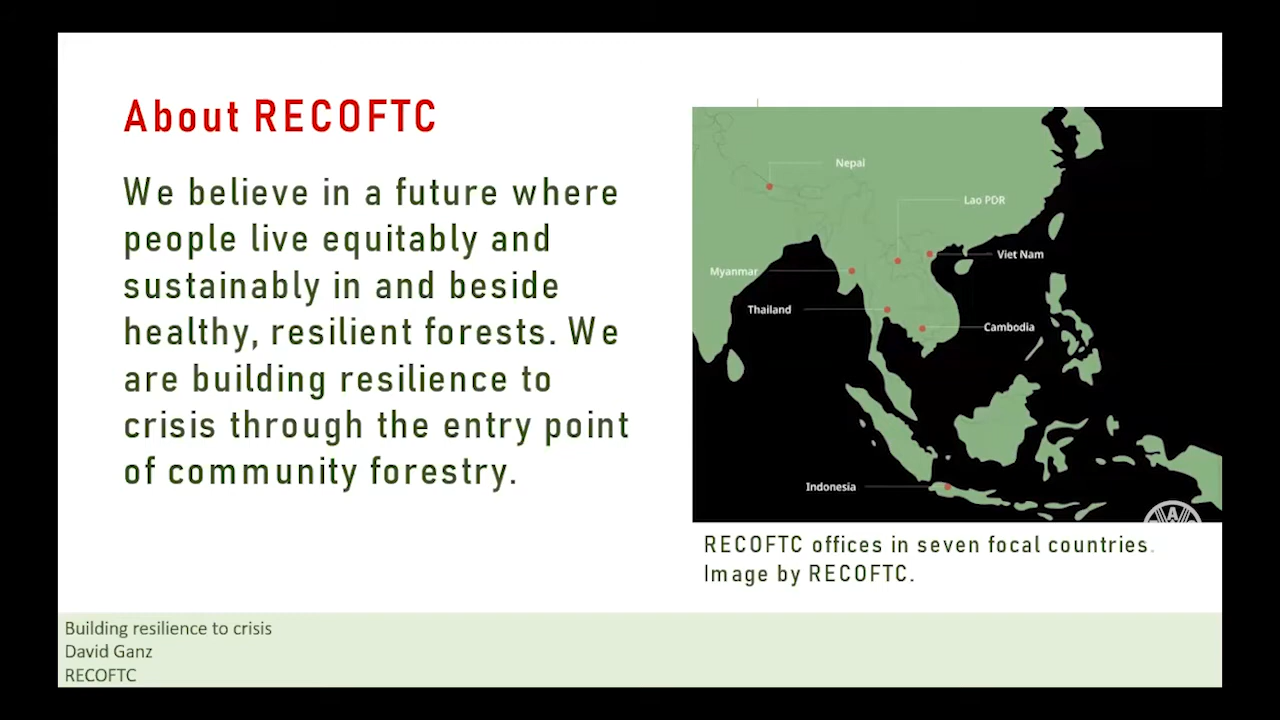 About RECOFTC
We believe in a future where
people live equitably and
sustainably in and beside
healthy, resilient forests. We
are building resilience to
crisis through the entry point
of community forestry.
Nepal
Lao PDR
Viet Nam
Myanmar
Thailand
Cambodia
Indonesia
RECOFTC offices in seven focal countries.
Image by RECOFTC.
Building resilience to crisis
David Ganz
RECOFTC